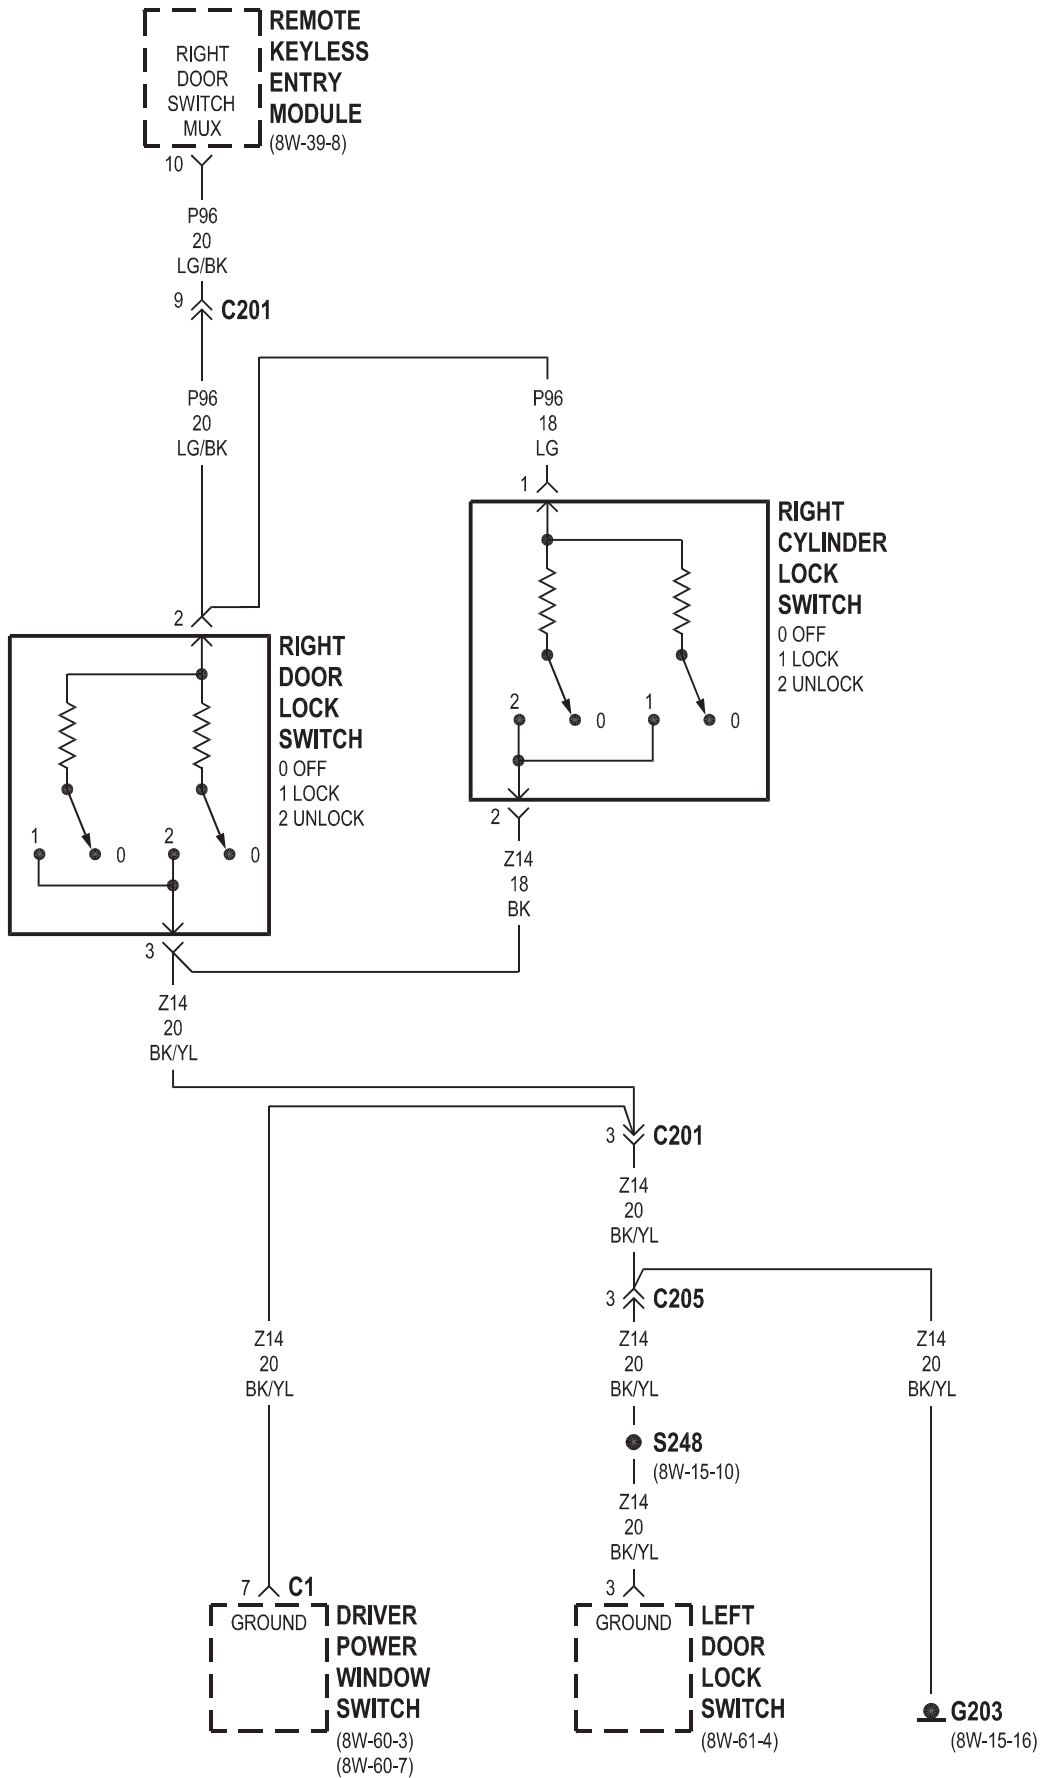 REMOTE
KEYLESS
ENTRY
MODULE
(8W-39-8)
RIGHT
DOOR
SWITCH
MUX
10
P96
20
LG/BK
9
C201
P96
20
LG/BK
P96
18
LG
1
RIGHT
CYLINDER
LOCK
SWITCH
0 OFF
1 LOCK
2 UNLOCK
2
0
1
0
2
RIGHT
DOOR
LOCK
SWITCH
0 OFF
1 LOCK
2 UNLOCK
1
0
2
0
2
Z14
18
BK
3
Z14
20
BK/YL
3
C201
Z14
20
BK/YL
3
C205
Z14
20
BK/YL
Z14
20
BK/YL
Z14
20
BK/YL
S248
(8W-15-10)
Z14
20
BK/YL
7
C1
3
GROUND
DRIVER
POWER
WINDOW
SWITCH
(8W-60-3)
(8W-60-7)
GROUND
LEFT
DOOR
LOCK
SWITCH
(8W-61-4)
G203
(8W-15-16)